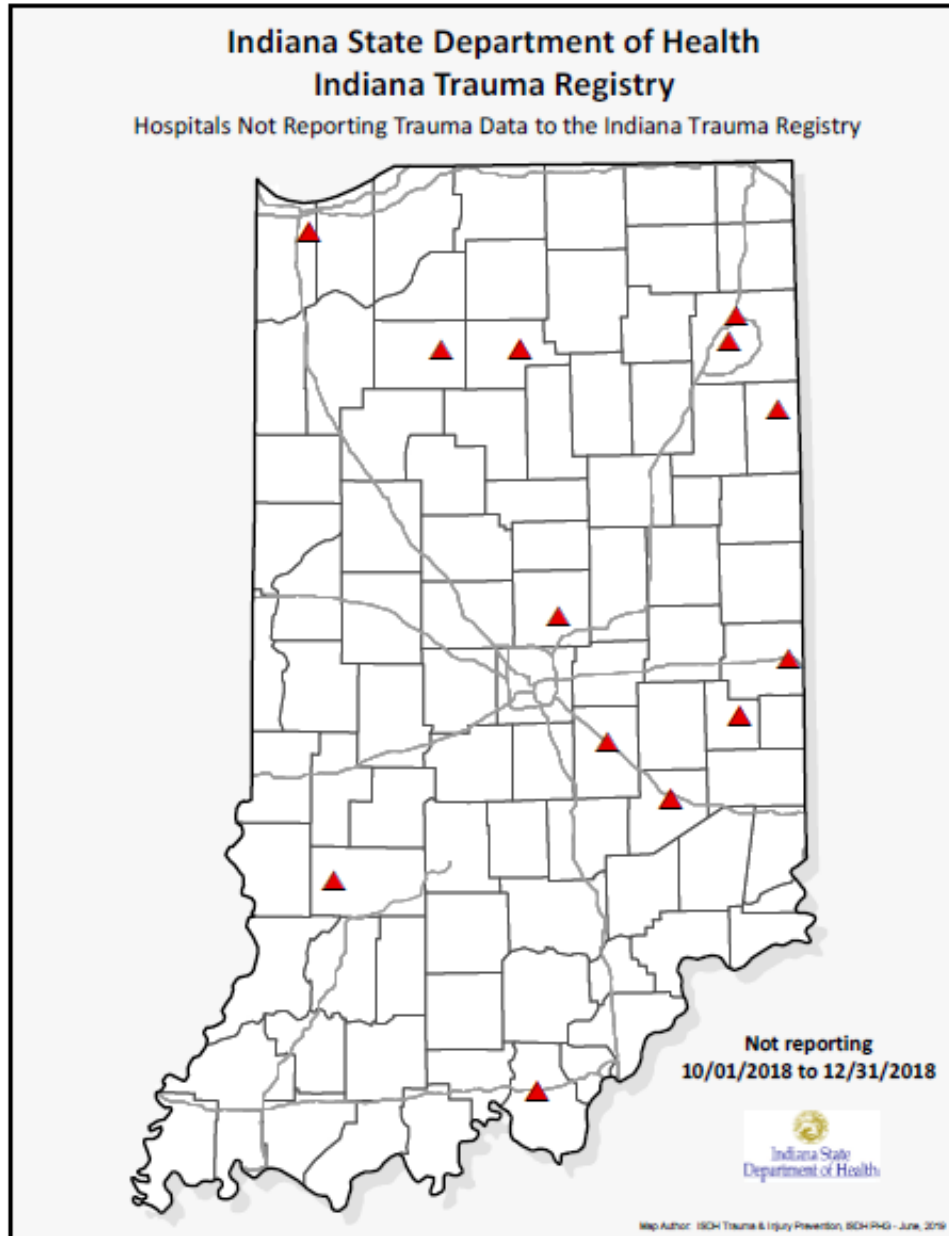 Indiana State Department of Health
Indiana Trauma Registry
Hospitals Not Reporting Trauma Data to the Indiana Trauma Registry
Not reporting
10/01/2018 to 12/31/2018
Indiana State
Department of Health
Map Author: ISDH Trauma & Injury Prevention, ISDH PHG - June, 2019